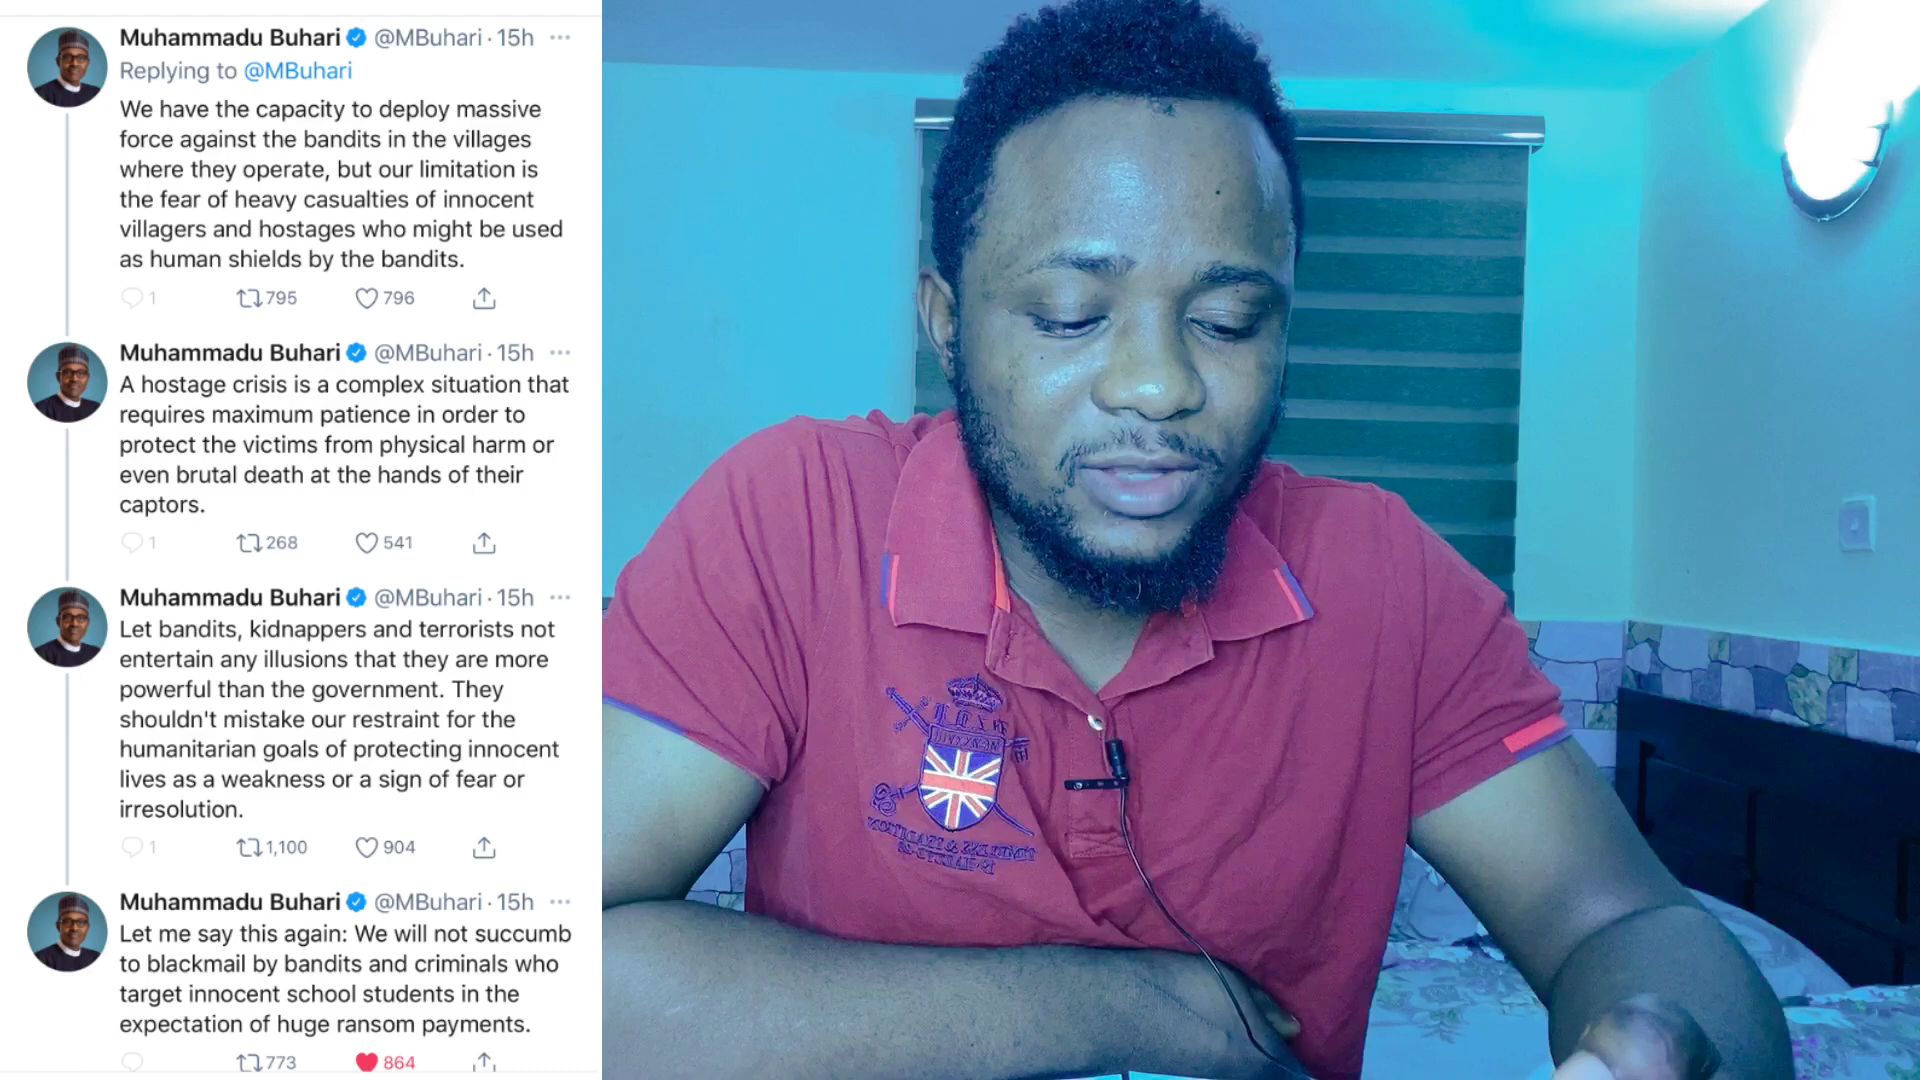 Muhammadu Buhari @MBuhari · 15h
Replying to @MBuhari
We have the capacity to deploy massive
force against the bandits in the villages
where they operate, but our limitation is
the fear of heavy casualties of innocent
villagers and hostages who might be used
as human shields by the bandits.
1 795 796
Muhammadu Buhari @MBuhari · 15h
A hostage crisis is a complex situation that
requires maximum patience in order to
protect the victims from physical harm or
even brutal death at the hands of their
captors.
1 268 541
Muhammadu Buhari @MBuhari · 15h
Let bandits, kidnappers and terrorists not
entertain any illusions that they are more
powerful than the government. They
shouldn't mistake our restraint for the
humanitarian goals of protecting innocent
lives as a weakness or a sign of fear or
irresolution.
1 1,100 904
Muhammadu Buhari @MBuhari · 15h
Let me say this again: We will not succumb
to blackmail by bandits and criminals who
target innocent school students in the
expectation of huge ransom payments.
773 864